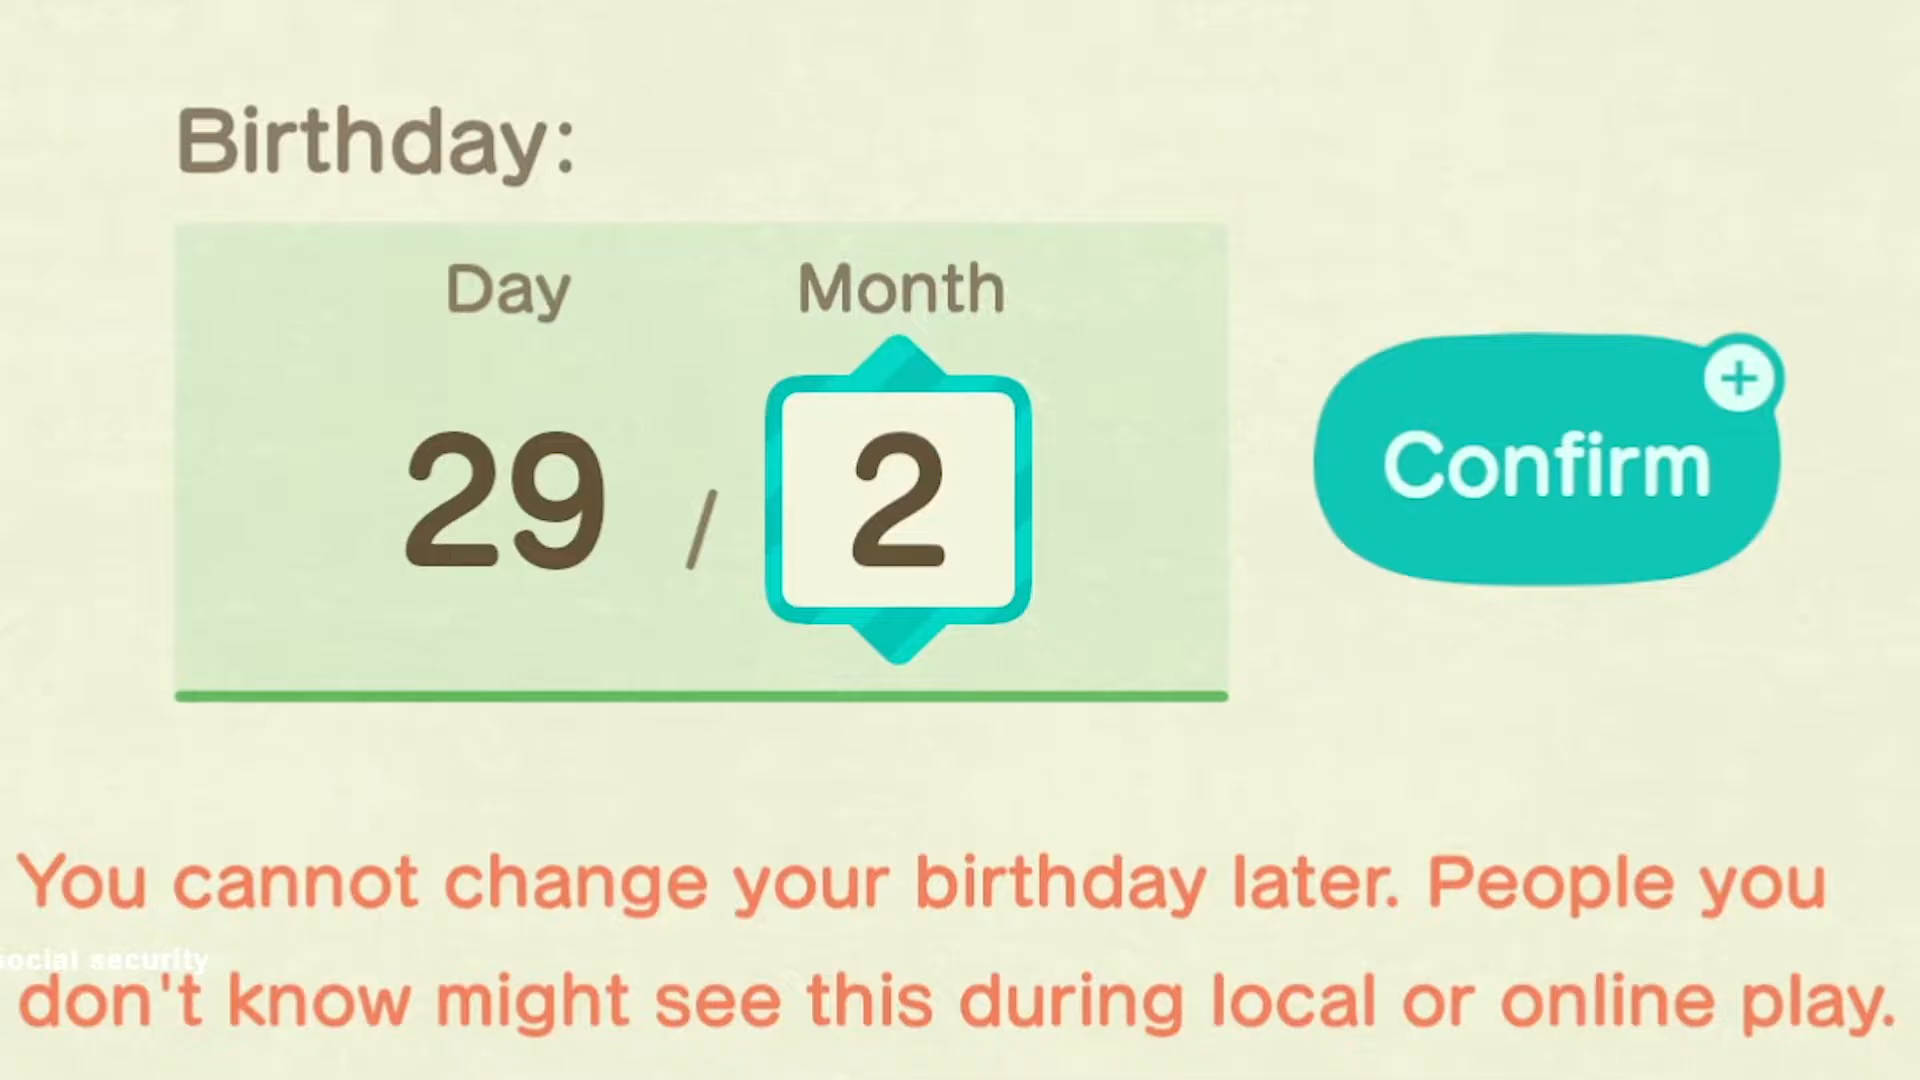 Birthday:
Day Month
29 / 2
Confirm
You cannot change your birthday later. People you
social security
don't know might see this during local or online play.